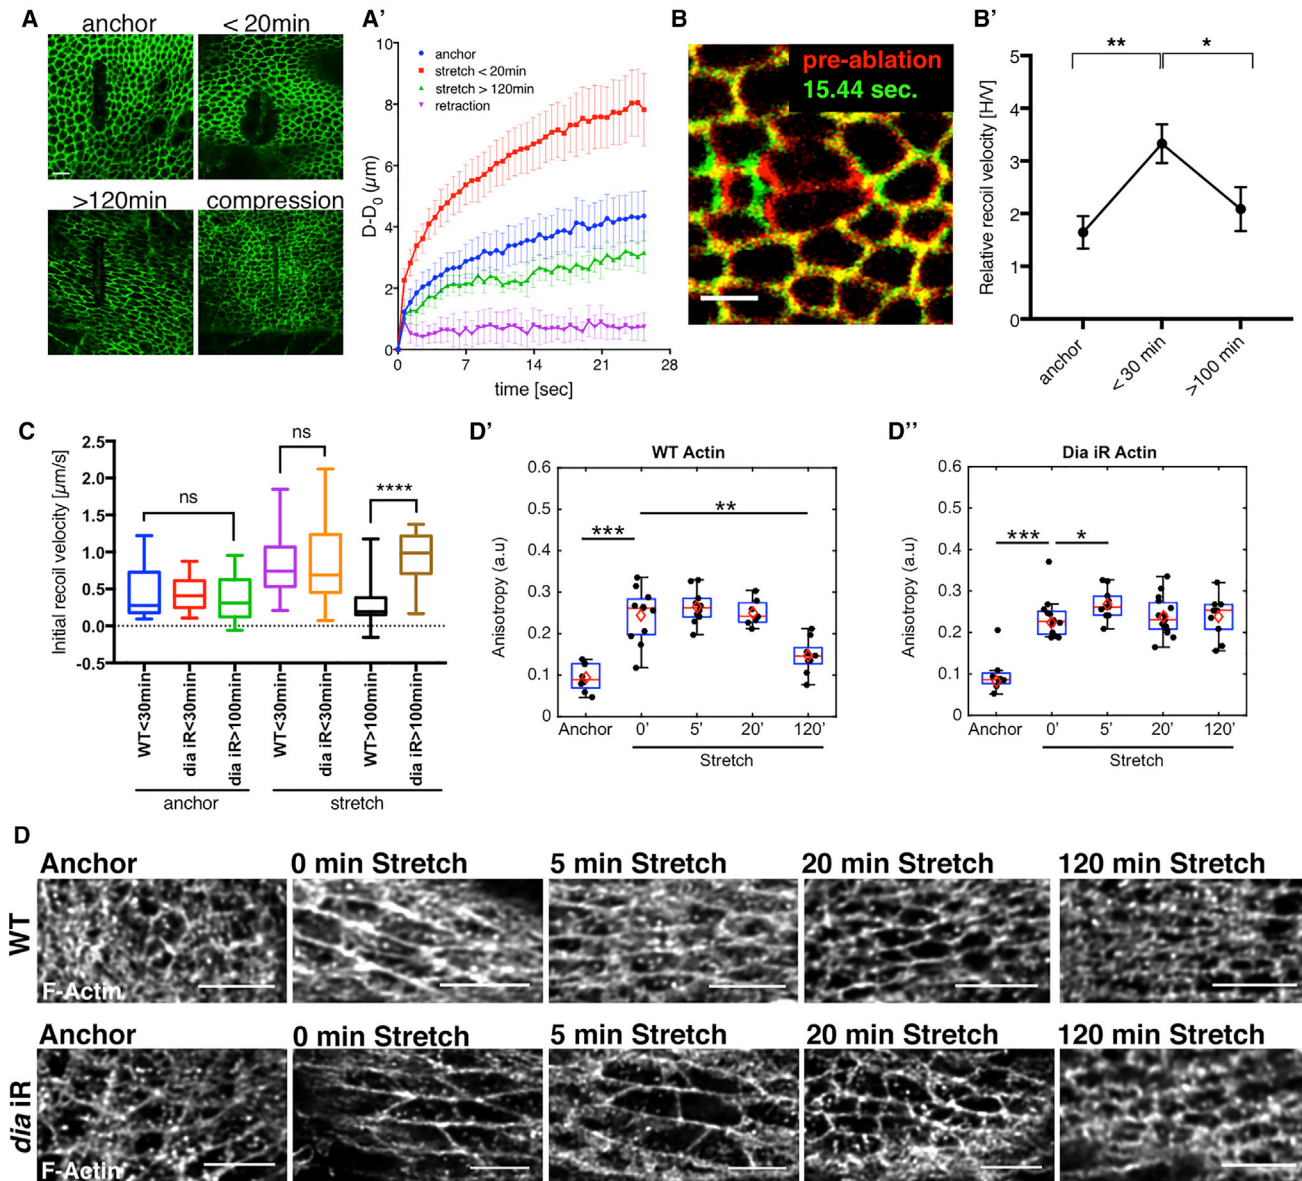 A
anchor
< 20min
>120min
compression
A'
10
8
6
4
2
0
D-D0 (µm)
anchor
stretch < 20min
stretch > 120min
retraction
0 7 14 21 28
time [sec]
B
pre-ablation
15.44 sec.
B'
** *
5
4
3
2
1
0
Relative recoil velocity [H/V]
anchor
< 30 min
>100 min
C
2.5
2.0
1.5
1.0
0.5
0.0
-0.5
Initial recoil velocity [µm/s]
ns
ns
****
WT<30min
dia iR<30min
dia iR>100min
WT<30min
dia iR<30min
WT>100min
dia iR>100min
anchor stretch
D'
WT Actin
0.6
0.5
0.4
0.3
0.2
0.1
0
Anisotropy (a.u)
***
**
Anchor 0' 5' 20' 120'
Stretch
D''
Dia iR Actin
0.6
0.5
0.4
0.3
0.2
0.1
0
Anisotropy (a.u)
*** *
Anchor 0' 5' 20' 120'
Stretch
D
WT
Anchor 0 min Stretch 5 min Stretch 20 min Stretch 120 min Stretch
F-Actin
dia iR
Anchor 0 min Stretch 5 min Stretch 20 min Stretch 120 min Stretch
F-Actin